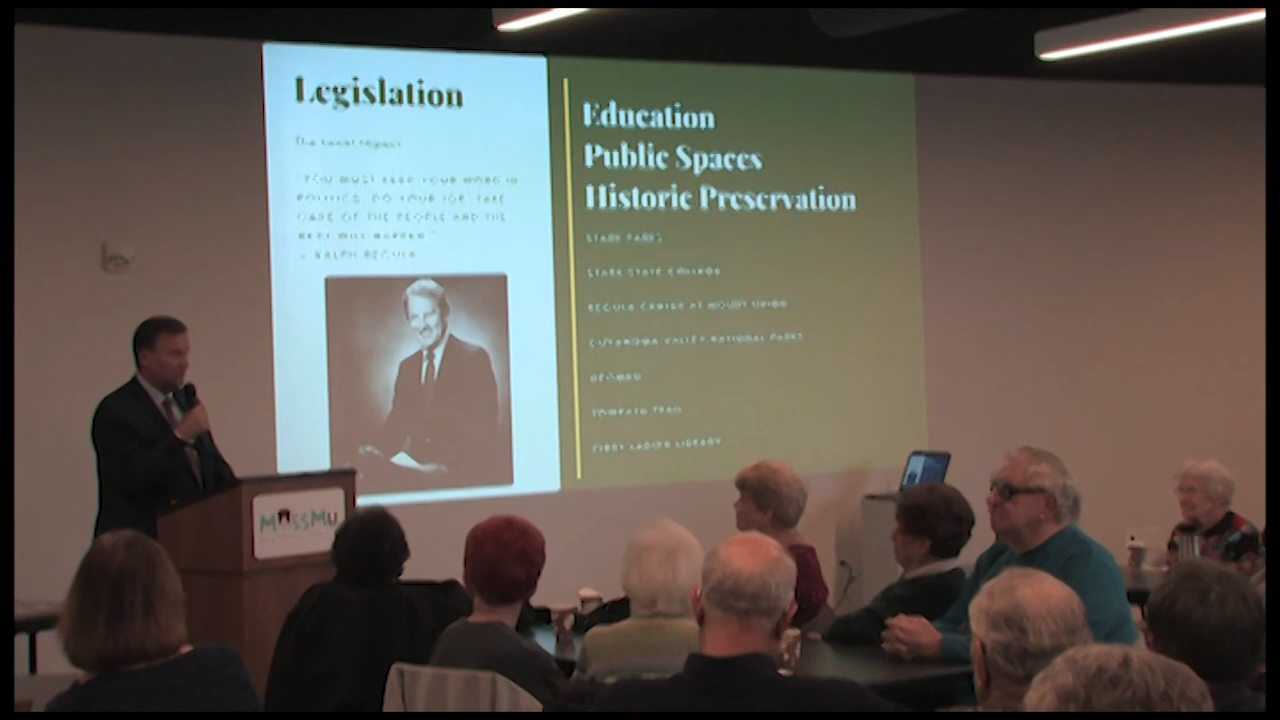 Legislation
The Local Impact
"YOU MUST KEEP YOUR WORD IN
POLITICS. DO YOUR JOB, TAKE
CARE OF THE PEOPLE AND THE
REST WILL HAPPEN."
- RALPH REGULA
Education
Public Spaces
Historic Preservation
STARK PARKS
STARK STATE COLLEGE
REGULA CENTER AT MOUNT UNION
CUYAHOGA VALLEY NATIONAL PARKS
TOWPATH TRAIL
FIRST LADIES LIBRARY
MASSMU